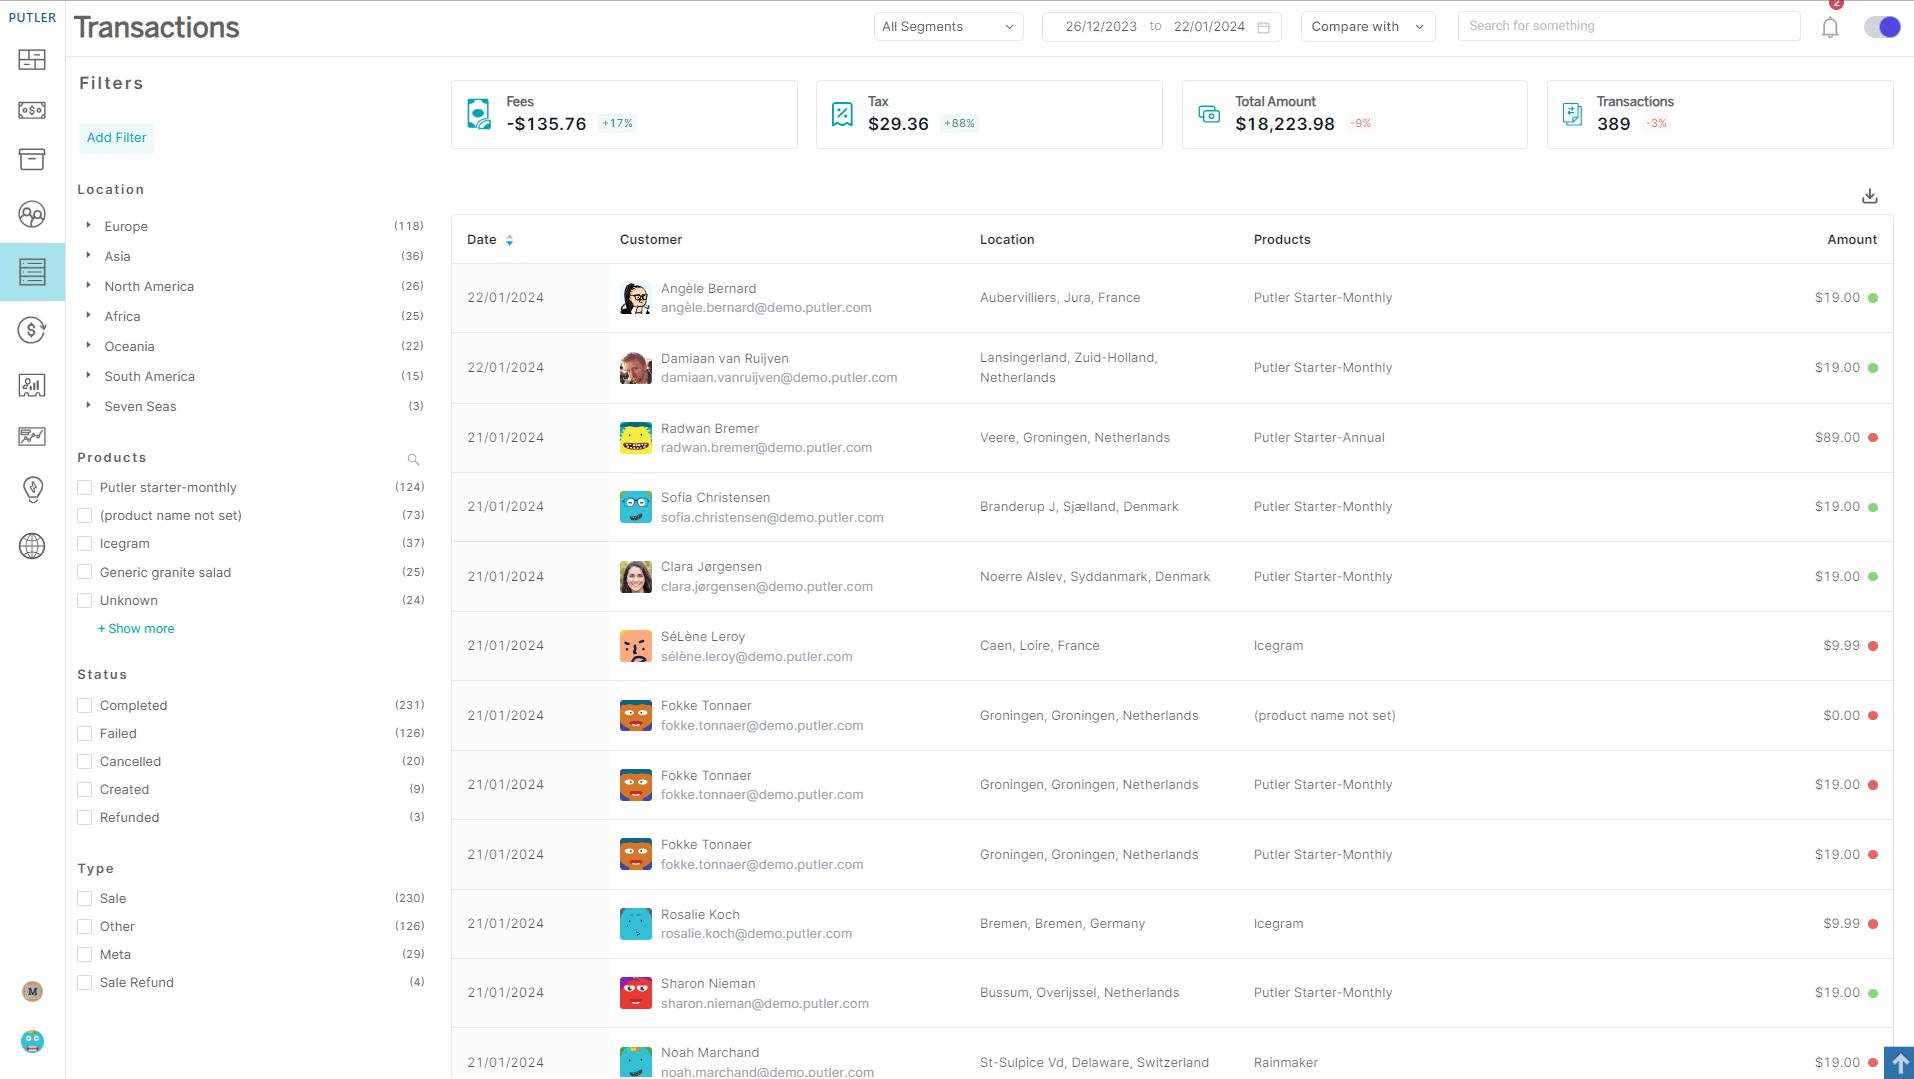 PUTLER
Transactions
All Segments
26/12/2023 to 22/01/2024
Compare with
Search for something
2
Filters
Add Filter
Location
Europe (118)
Asia (36)
North America (26)
Africa (25)
Oceania (22)
South America (15)
Seven Seas (3)
Products
Putler starter-monthly (124)
(product name not set) (73)
Icegram (37)
Generic granite salad (25)
Unknown (24)
+ Show more
Status
Completed (231)
Failed (126)
Cancelled (20)
Created (9)
Refunded (3)
Type
Sale (230)
Other (126)
Meta (29)
Sale Refund (4)
M
Fees
-$135.76 +17%
Tax
$29.36 +88%
Total Amount
$18,223.98 -9%
Transactions
389 -3%
Date Customer Location Products Amount
22/01/2024 Angèle Bernard Aubervilliers, Jura, France Putler Starter-Monthly $19.00
angèle.bernard@demo.putler.com
22/01/2024 Damiaan van Ruijven Lansingerland, Zuid-Holland, Putler Starter-Monthly $19.00
damiaan.vanruijven@demo.putler.com Netherlands
21/01/2024 Radwan Bremer Veere, Groningen, Netherlands Putler Starter-Annual $89.00
radwan.bremer@demo.putler.com
21/01/2024 Sofia Christensen Branderup J, Sjælland, Denmark Putler Starter-Monthly $19.00
sofia.christensen@demo.putler.com
21/01/2024 Clara Jørgensen Noerre Alslev, Syddanmark, Denmark Putler Starter-Monthly $19.00
clara.jørgensen@demo.putler.com
21/01/2024 SéLène Leroy Caen, Loire, France Icegram $9.99
sélène.leroy@demo.putler.com
21/01/2024 Fokke Tonnaer Groningen, Groningen, Netherlands (product name not set) $0.00
fokke.tonnaer@demo.putler.com
21/01/2024 Fokke Tonnaer Groningen, Groningen, Netherlands Putler Starter-Monthly $19.00
fokke.tonnaer@demo.putler.com
21/01/2024 Fokke Tonnaer Groningen, Groningen, Netherlands Putler Starter-Monthly $19.00
fokke.tonnaer@demo.putler.com
21/01/2024 Rosalie Koch Bremen, Bremen, Germany Icegram $9.99
rosalie.koch@demo.putler.com
21/01/2024 Sharon Nieman Bussum, Overijssel, Netherlands Putler Starter-Monthly $19.00
sharon.nieman@demo.putler.com
21/01/2024 Noah Marchand St-Sulpice Vd, Delaware, Switzerland Rainmaker $19.00
noah.marchand@demo.putler.com